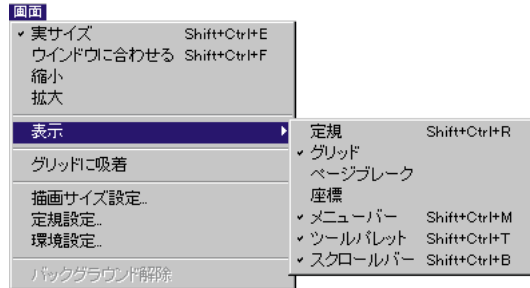 画面
✓ 実サイズ Shift+Ctrl+E
ウインドウに合わせる Shift+Ctrl+F
縮小
拡大
表示
グリッドに吸着
描画サイズ設定...
定規設定...
環境設定...
バックグラウンド解除
定規 Shift+Ctrl+R
✓ グリッド
ページブレーク
座標
✓ メニューバー Shift+Ctrl+M
✓ ツールパレット Shift+Ctrl+T
✓ スクロールバー Shift+Ctrl+B